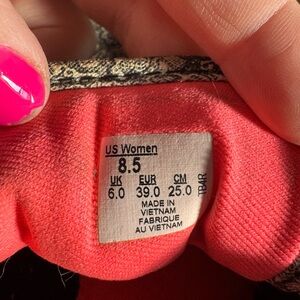 US Women
8.5
UK EUR CM
6.0 39.0 25.0
MADE IN
VIETNAM
FABRIQUE
AU VIETNAM